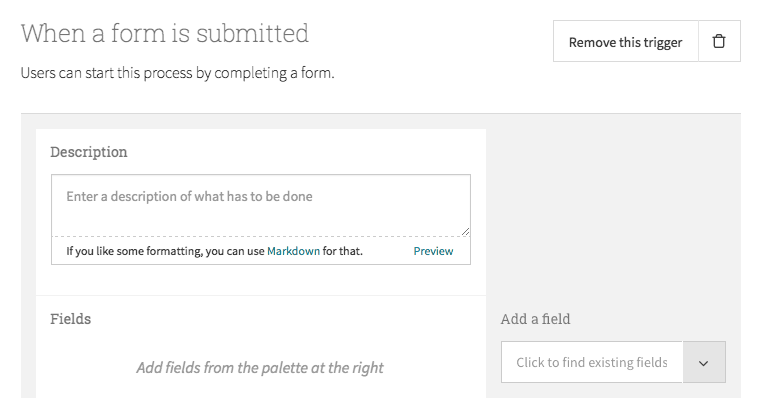 When a form is submitted
Remove this trigger
Users can start this process by completing a form.
Description
Enter a description of what has to be done
If you like some formatting, you can use Markdown for that.
Preview
Fields
Add a field
Add fields from the palette at the right
Click to find existing fields